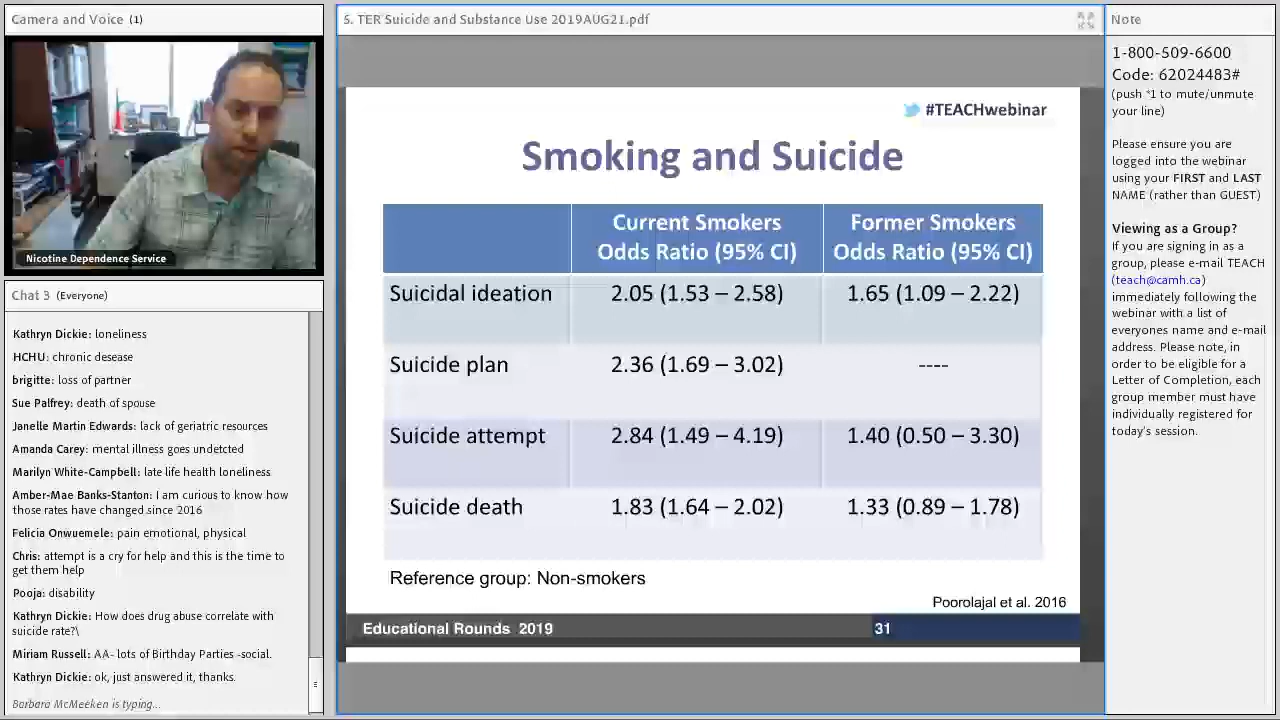 Camera and Voice (1)
Nicotine Dependence Service
Chat 3 (Everyone)
Kathryn Dickie: loneliness
HCHU: chronic desease
brigitte: loss of partner
Sue Palfrey: death of spouse
Janelle Martin Edwards: lack of geriatric resources
Amanda Carey: mental illness goes undetcted
Marilyn White-Campbell: late life health loneliness
Amber-Mae Banks-Stanton: I am curious to know how
those rates have changed since 2016
Felicia Onwuemele: pain emotional, physical
Chris: attempt is a cry for help and this is the time to
get them help
Pooja: disability
Kathryn Dickie: How does drug abuse correlate with
suicide rate?\
Miriam Russell: AA- lots of Birthday Parties -social.
Kathryn Dickie: ok, just answered it, thanks.
Barbara McMeeken is typing...
5. TER Suicide and Substance Use 2019AUG21.pdf
#TEACHwebinar
Smoking and Suicide
Current Smokers Former Smokers
Odds Ratio (95% CI) Odds Ratio (95% CI)
Suicidal ideation 2.05 (1.53 – 2.58) 1.65 (1.09 – 2.22)
Suicide plan 2.36 (1.69 – 3.02) ----
Suicide attempt 2.84 (1.49 – 4.19) 1.40 (0.50 – 3.30)
Suicide death 1.83 (1.64 – 2.02) 1.33 (0.89 – 1.78)
Reference group: Non-smokers
Poorolajal et al. 2016
Educational Rounds 2019 31
Note
1-800-509-6600
Code: 62024483#
(push *1 to mute/unmute
your line)
Please ensure you are
logged into the webinar
using your FIRST and LAST
NAME (rather than GUEST)
Viewing as a Group?
If you are signing in as a
group, please e-mail TEACH
(teach@camh.ca)
immediately following the
webinar with a list of
everyones name and e-mail
address. Please note, in
order to be eligible for a
Letter of Completion, each
group member must have
individually registered for
today's session.